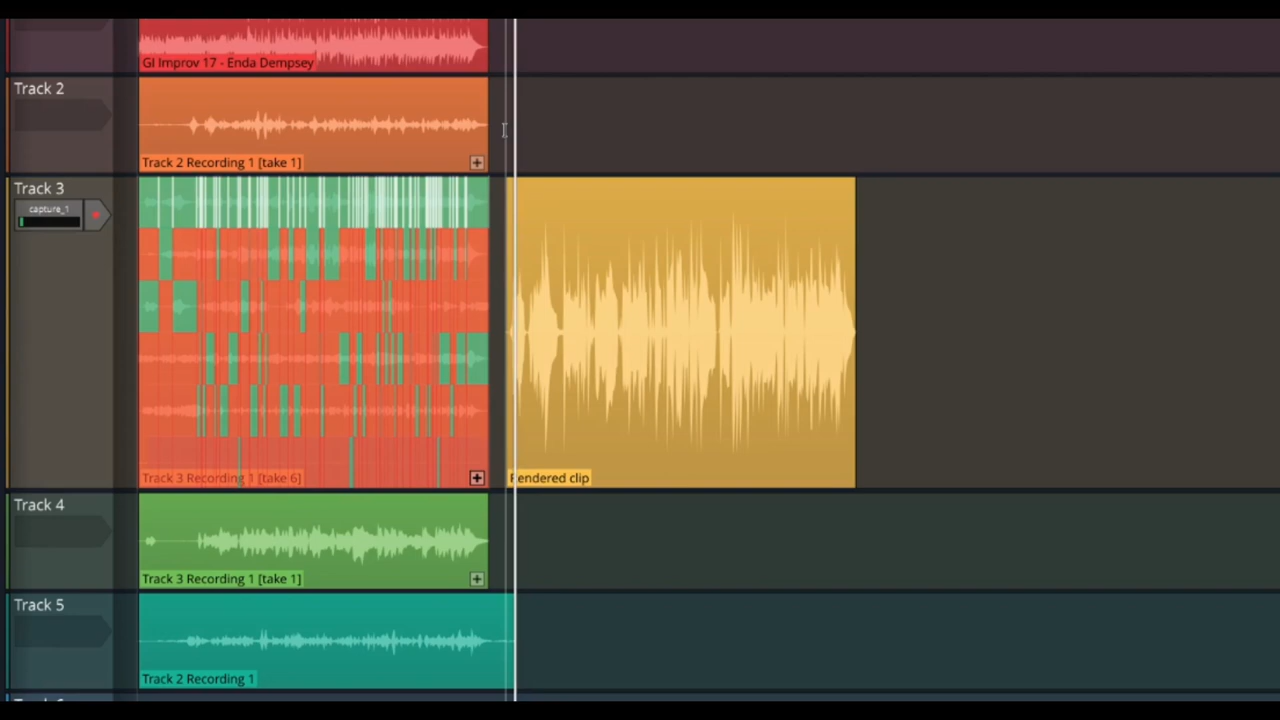 GI Improv 17 - Enda Dempsey
Track 2
Track 2 Recording 1 [take 1]
Track 3
capture_1
Track 3 Recording 1 [take 6]
Rendered clip
Track 4
Track 3 Recording 1 [take 1]
Track 5
Track 2 Recording 1